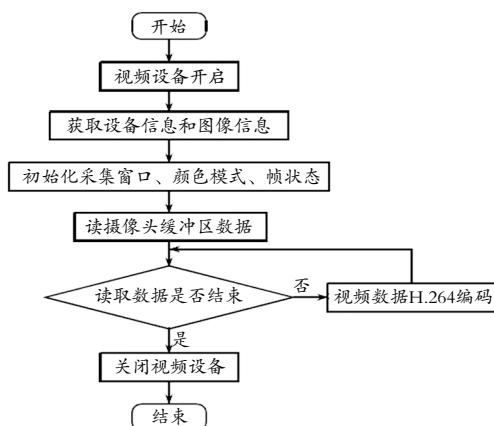 开始
视频设备开启
获取设备信息和图像信息
初始化采集窗口、颜色模式、帧状态
读摄像头缓冲区数据
读取数据是否结束
否
视频数据H.264编码
是
关闭视频设备
结束